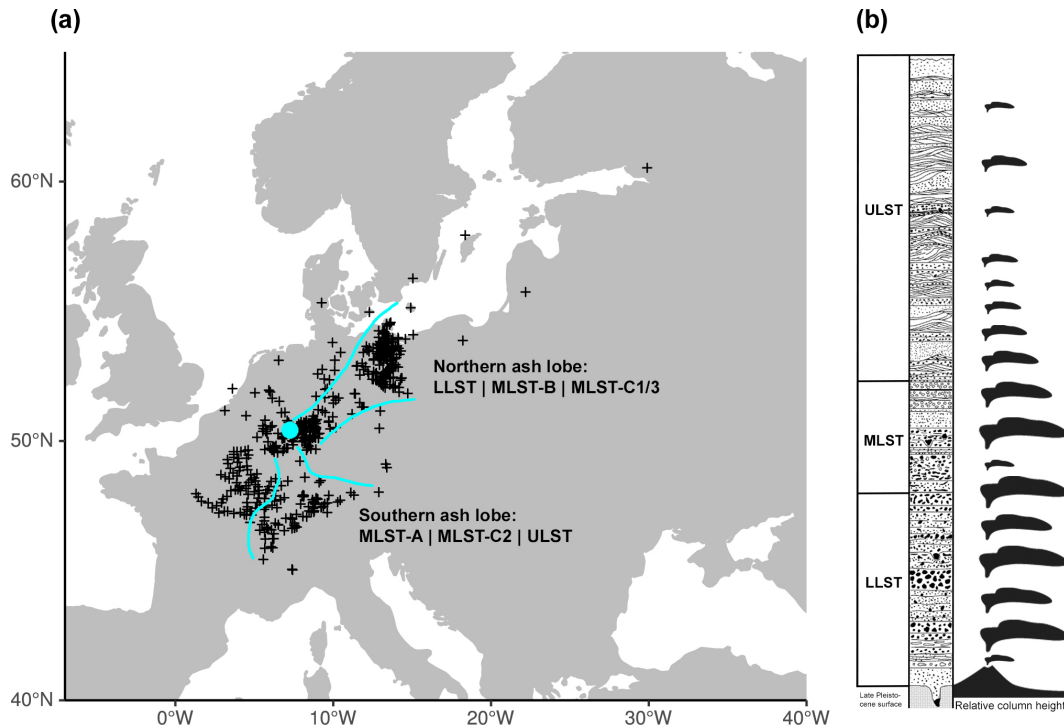 (a)
60°N
50°N
40°N
0°W
10°W
20°W
30°W
40°W
Northern ash lobe:
LLST | MLST-B | MLST-C1/3
Southern ash lobe:
MLST-A | MLST-C2 | ULST
(b)
ULST
MLST
LLST
Late Pleisto-
cene surface
Relative column heigh